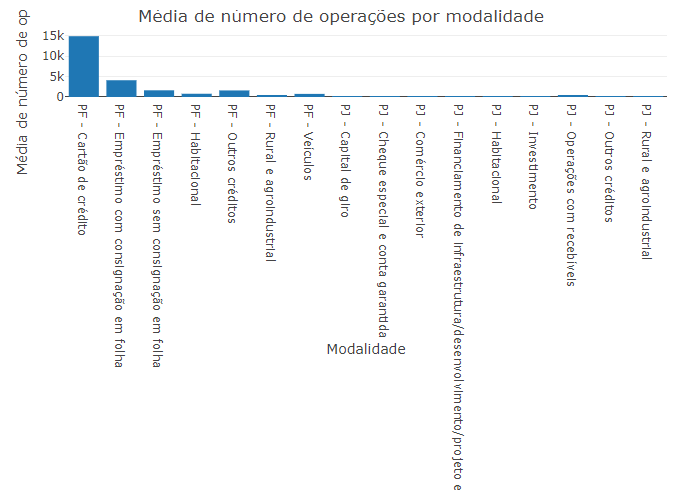 Média de número de operações por modalidade
Média de número de op
15k
10k
5k
0
PF - Cartão de crédito
PF - Empréstimo com consignação em folha
PF - Empréstimo sem consignação em folha
PF - Habitacional
PF - Outros créditos
PF - Rural e agroindustrial
PF - Veículos
PJ - Capital de giro
PJ - Cheque especial e conta garantida
PJ - Comércio exterior
PJ - Financiamento de infraestrutura/desenvolvimento/projeto e
PJ - Habitacional
PJ - Investimento
PJ - Operações com recebíveis
PJ - Outros créditos
PJ - Rural e agroindustrial
Modalidade